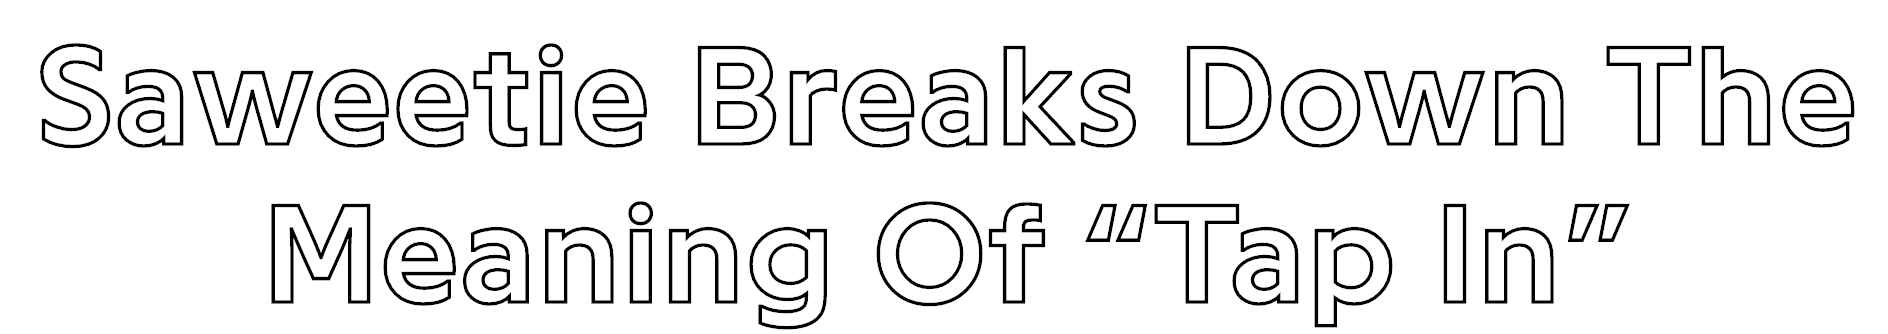 Saweetie Breaks Down The
Meaning Of “Tap In”